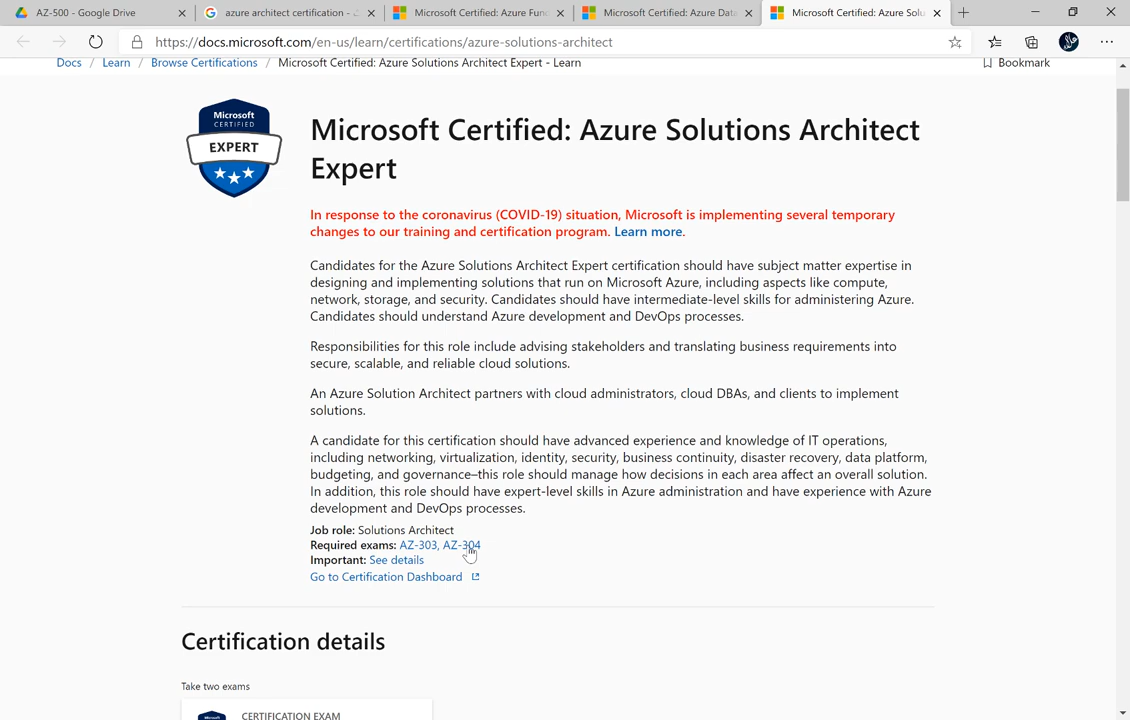 AZ-500 - Google Drive
azure architect certification -
Microsoft Certified: Azure Fun
Microsoft Certified: Azure Data
Microsoft Certified: Azure Solu
https://docs.microsoft.com/en-us/learn/certifications/azure-solutions-architect
Docs / Learn / Browse Certifications / Microsoft Certified: Azure Solutions Architect Expert - Learn
Bookmark
Microsoft
CERTIFIED
EXPERT
Microsoft Certified: Azure Solutions Architect
Expert
In response to the coronavirus (COVID-19) situation, Microsoft is implementing several temporary
changes to our training and certification program. Learn more.
Candidates for the Azure Solutions Architect Expert certification should have subject matter expertise in
designing and implementing solutions that run on Microsoft Azure, including aspects like compute,
network, storage, and security. Candidates should have intermediate-level skills for administering Azure.
Candidates should understand Azure development and DevOps processes.
Responsibilities for this role include advising stakeholders and translating business requirements into
secure, scalable, and reliable cloud solutions.
An Azure Solution Architect partners with cloud administrators, cloud DBAs, and clients to implement
solutions.
A candidate for this certification should have advanced experience and knowledge of IT operations,
including networking, virtualization, identity, security, business continuity, disaster recovery, data platform,
budgeting, and governance–this role should manage how decisions in each area affect an overall solution.
In addition, this role should have expert-level skills in Azure administration and have experience with Azure
development and DevOps processes.
Job role: Solutions Architect
Required exams: AZ-303, AZ-304
Important: See details
Go to Certification Dashboard
Certification details
Take two exams
CERTIFICATION EXAM